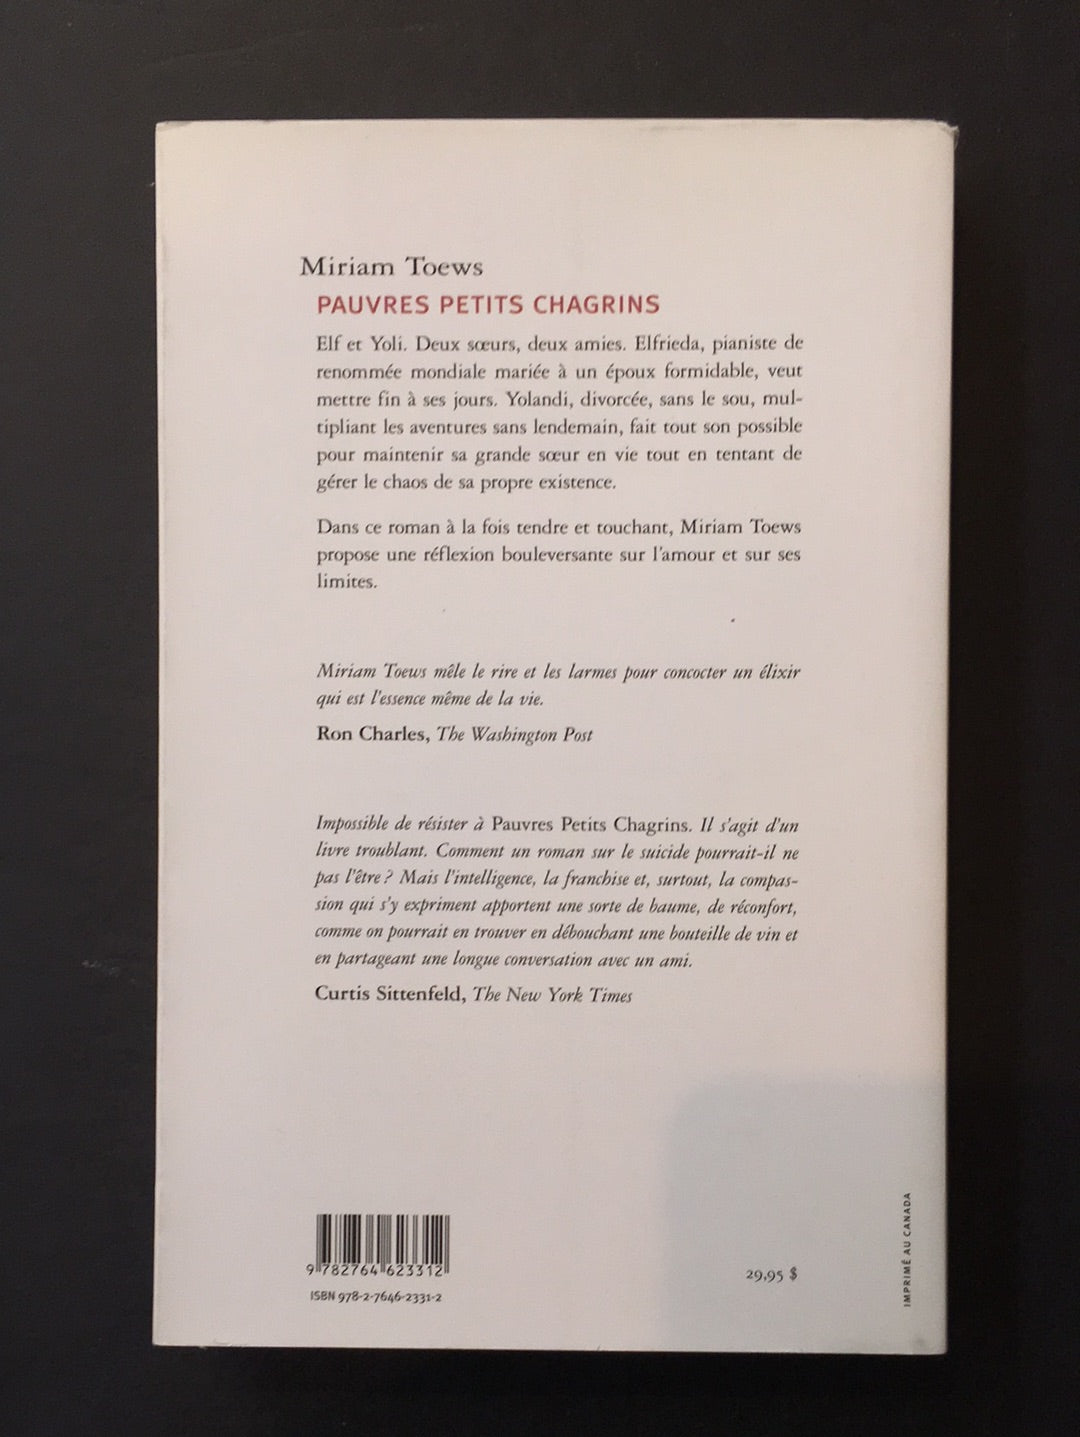 Miriam Toews
PAUVRES PETITS CHAGRINS
Elf et Yoli. Deux sœurs, deux amies. Elfrieda, pianiste de
renommée mondiale mariée à un époux formidable, veut
mettre fin à ses jours. Yolandi, divorcée, sans le sou, mul-
tipliant les aventures sans lendemain, fait tout son possible
pour maintenir sa grande sœur en vie tout en tentant de
gérer le chaos de sa propre existence.
Dans ce roman à la fois tendre et touchant, Miriam Toews
propose une réflexion bouleversante sur l'amour et sur ses
limites.
Miriam Toews mêle le rire et les larmes pour concocter un élixir
qui est l'essence même de la vie.
Ron Charles, The Washington Post
Impossible de résister à Pauvres Petits Chagrins. Il s'agit d'un
livre troublant. Comment un roman sur le suicide pourrait-il ne
pas l'être ? Mais l'intelligence, la franchise et, surtout, la compas-
sion qui s'y expriment apportent une sorte de baume, de réconfort,
comme on pourrait en trouver en débouchant une bouteille de vin et
en partageant une longue conversation avec un ami.
Curtis Sittenfeld, The New York Times
9 782764 623312
ISBN 978-2-7646-2331-2
29,95 $
IMPRIMÉ AU CANADA